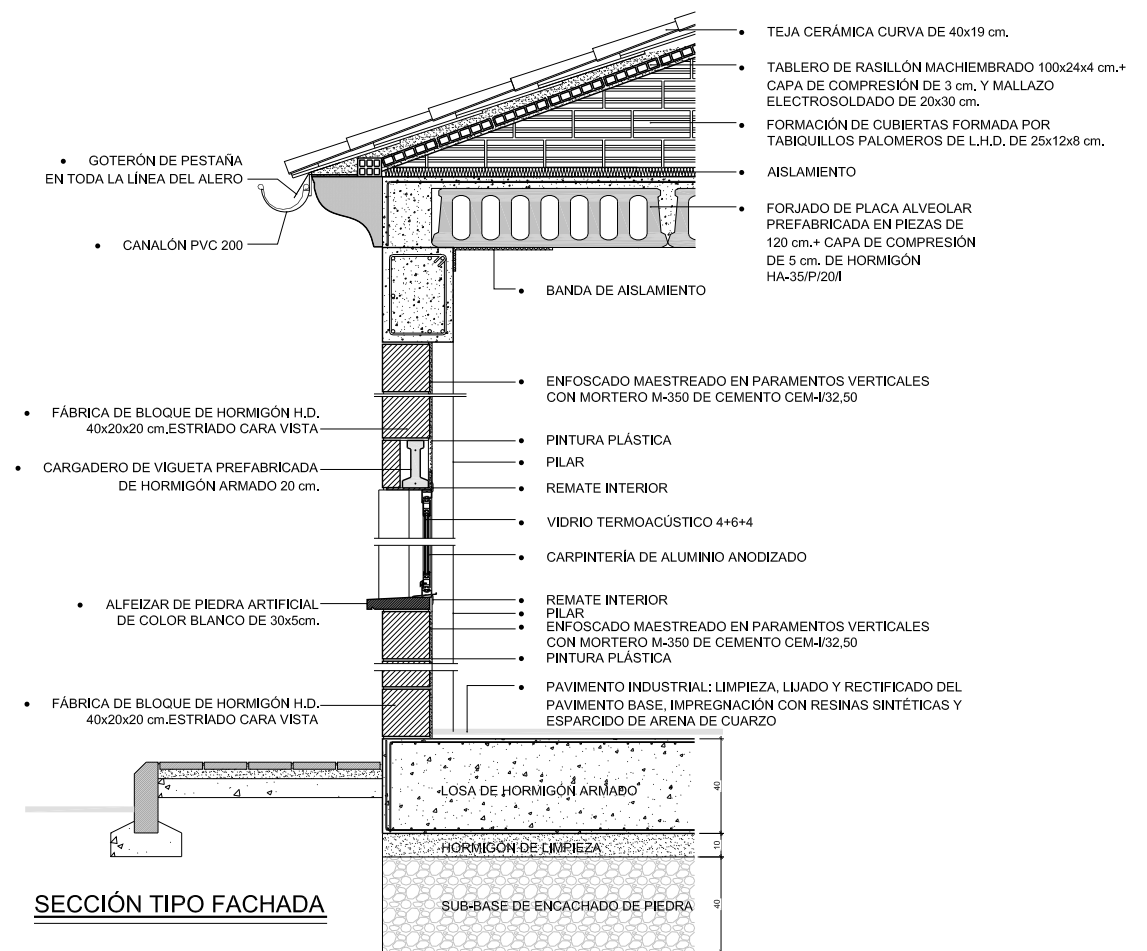 TEJA CERÁMICA CURVA DE 40x19 cm.
TABLERO DE RASILLÓN MACHIEMBRADO 100x24x4 cm.+
CAPA DE COMPRESIÓN DE 3 cm. Y MALLAZO
ELECTROSOLDADO DE 20x30 cm.
FORMACIÓN DE CUBIERTAS FORMADA POR
TABIQUILLOS PALOMEROS DE L.H.D. DE 25x12x8 cm.
AISLAMIENTO
FORJADO DE PLACA ALVEOLAR
PREFABRICADA EN PIEZAS DE
120 cm.+ CAPA DE COMPRESIÓN
DE 5 cm. DE HORMIGÓN
HA-35/P/20/I
GOTERÓN DE PESTAÑA
EN TODA LA LÍNEA DEL ALERO
CANALÓN PVC 200
BANDA DE AISLAMIENTO
ENFOSCADO MAESTREADO EN PARAMENTOS VERTICALES
CON MORTERO M-350 DE CEMENTO CEM-I/32,50
FÁBRICA DE BLOQUE DE HORMIGÓN H.D.
40x20x20 cm.ESTRIADO CARA VISTA
PINTURA PLÁSTICA
PILAR
CARGADERO DE VIGUETA PREFABRICADA
DE HORMIGÓN ARMADO 20 cm.
REMATE INTERIOR
VIDRIO TERMOACÚSTICO 4+6+4
CARPINTERÍA DE ALUMINIO ANODIZADO
ALFEIZAR DE PIEDRA ARTIFICIAL
DE COLOR BLANCO DE 30x5cm.
REMATE INTERIOR
PILAR
ENFOSCADO MAESTREADO EN PARAMENTOS VERTICALES
CON MORTERO M-350 DE CEMENTO CEM-I/32,50
PINTURA PLÁSTICA
FÁBRICA DE BLOQUE DE HORMIGÓN H.D.
40x20x20 cm.ESTRIADO CARA VISTA
PAVIMENTO INDUSTRIAL: LIMPIEZA, LIJADO Y RECTIFICADO DEL
PAVIMENTO BASE, IMPREGNACIÓN CON RESINAS SINTÉTICAS Y
ESPARCIDO DE ARENA DE CUARZO
LOSA DE HORMIGÓN ARMADO
40
HORMIGÓN DE LIMPIEZA
10
SUB-BASE DE ENCACHADO DE PIEDRA
40
SECCIÓN TIPO FACHADA